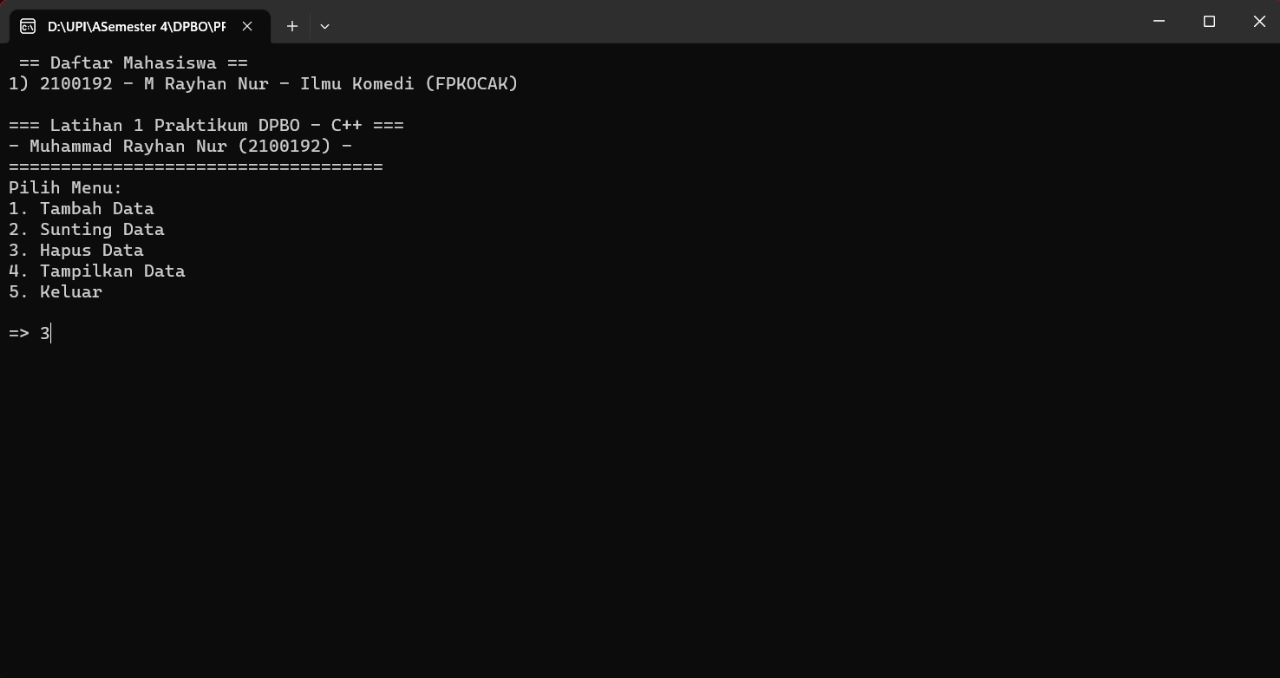 D:\UPI\ASemester 4\DPBO\PF
== Daftar Mahasiswa ==
1) 2100192 - M Rayhan Nur - Ilmu Komedi (FPKOCAK)
=== Latihan 1 Praktikum DPBO - C++ ===
- Muhammad Rayhan Nur (2100192) -
====================================
Pilih Menu:
1. Tambah Data
2. Sunting Data
3. Hapus Data
4. Tampilkan Data
5. Keluar
=> 3